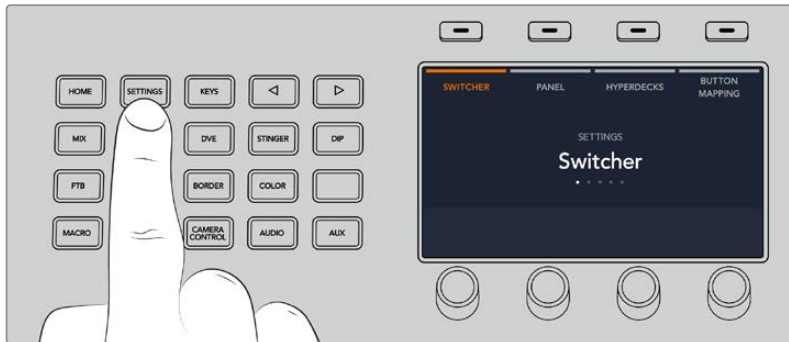 HOME
SETTINGS
KEYS
MIX
DVE
STINGER
DIP
FTB
BORDER
COLOR
MACRO
CAMERA
CONTROL
AUDIO
AUX
SWITCHER
PANEL
HYPERDECKS
BUTTON
MAPPING
SETTINGS
Switcher